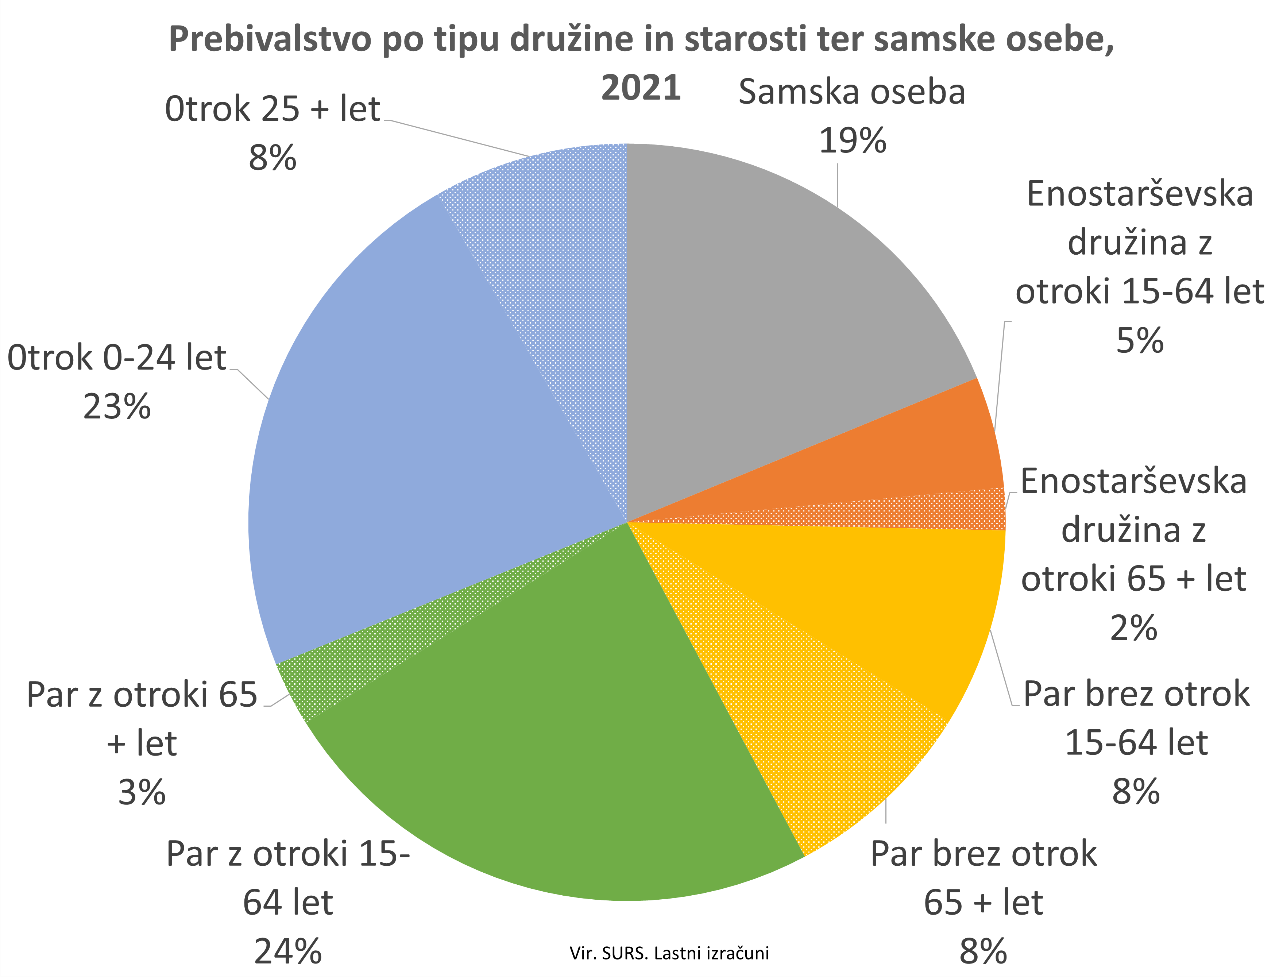 Prebivalstvo po tipu družine in starosti ter samske osebe,
2021
Samska oseba
19%
Enostarševska
družina z
otroki 15-64 let
5%
Enostarševska
družina z
otroki 65 + let
2%
Par brez otrok
15-64 let
8%
Par brez otrok
65 + let
8%
Par z otroki 15-
64 let
24%
Par z otroki 65
+ let
3%
0trok 0-24 let
23%
0trok 25 + let
8%
Vir. SURS. Lastni izračuni